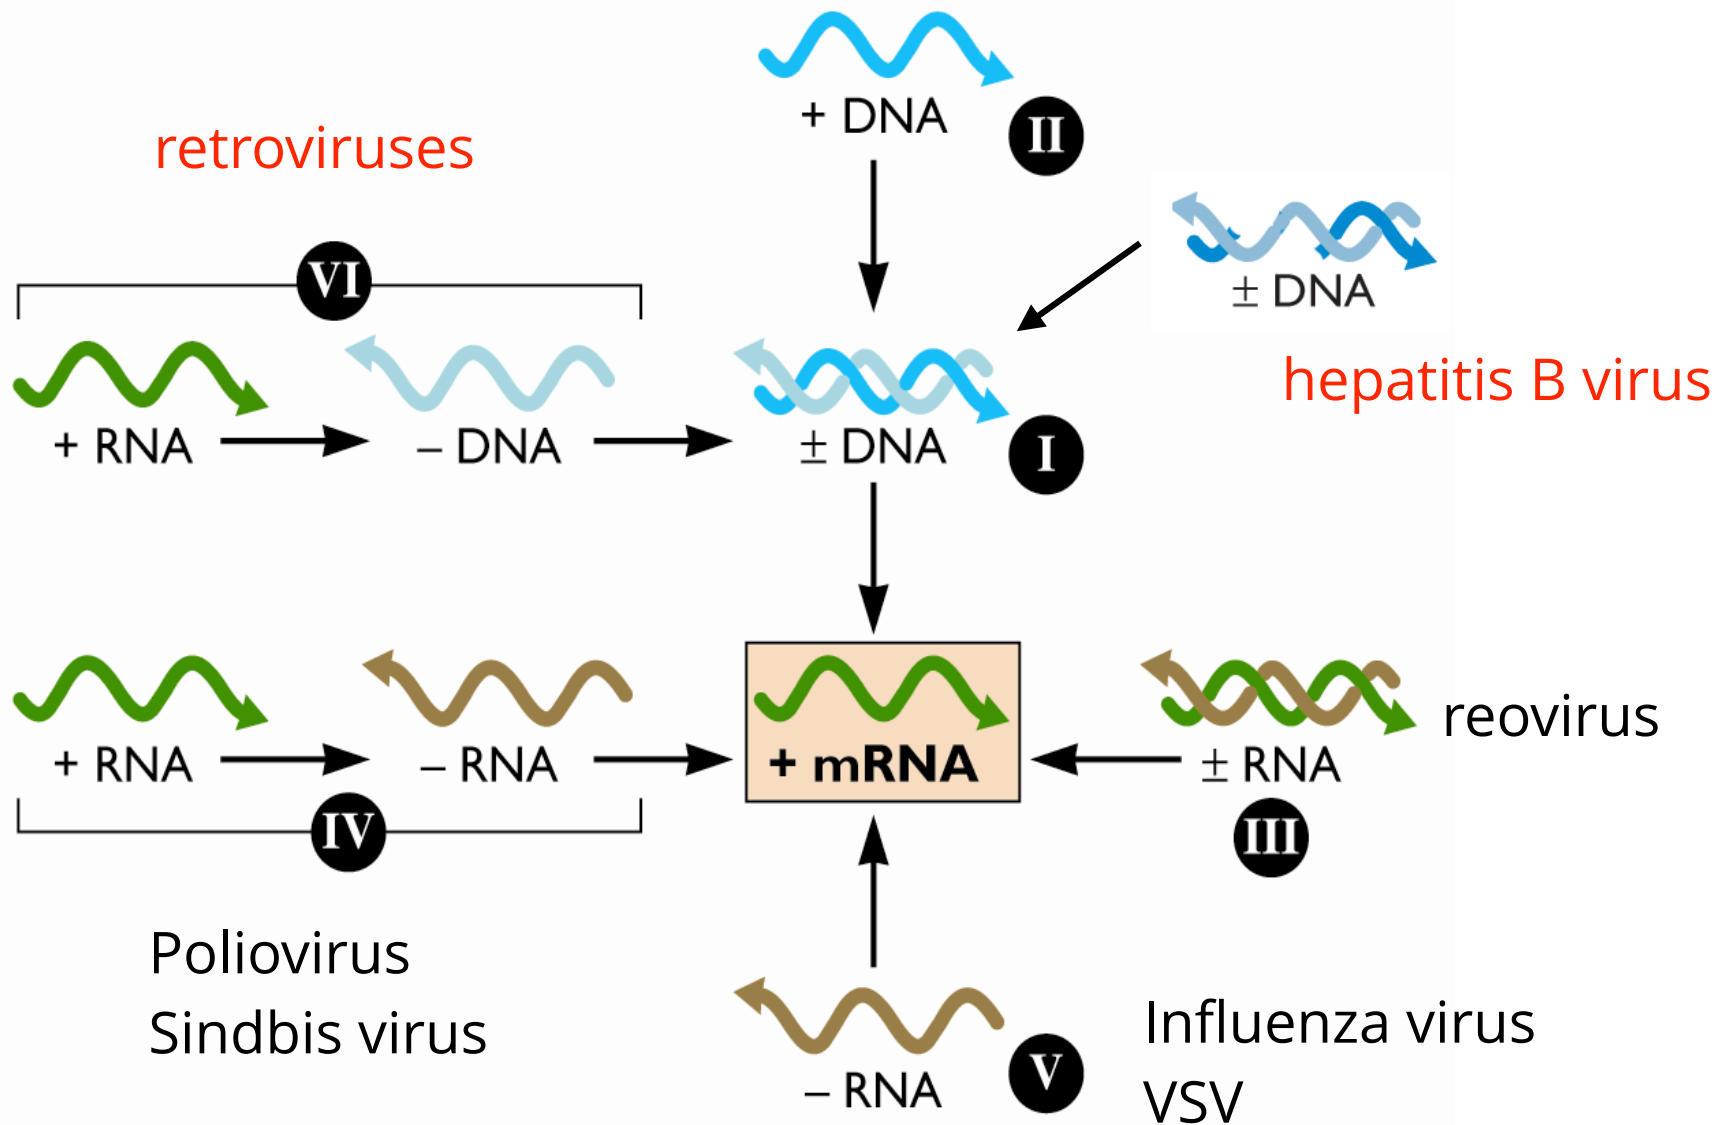 + DNA
II
retroviruses
VI
± DNA
hepatitis B virus
+ RNA
– DNA
± DNA
I
+ RNA
– RNA
+ mRNA
± RNA
reovirus
IV
III
Poliovirus
Sindbis virus
– RNA
V
Influenza virus
VSV